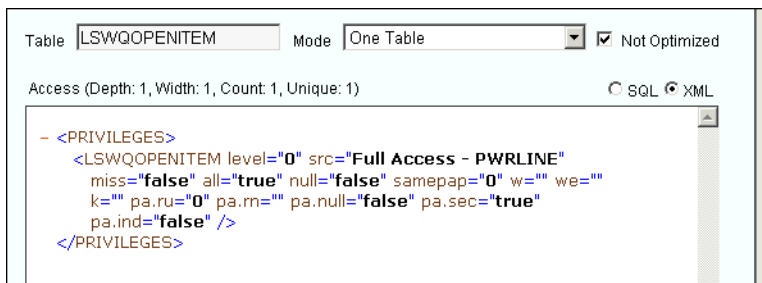 Table LSWQOPENITEM Mode One Table Not Optimized
Access (Depth: 1, Width: 1, Count: 1, Unique: 1) SQL XML
- <PRIVILEGES>
<LSWQOPENITEM level="0" src="Full Access - PWRLINE"
miss="false" all="true" null="false" samepap="0" w="" we=""
k="" pa.ru="0" pa.rn="" pa.null="false" pa.sec="true"
pa.ind="false" />
</PRIVILEGES>